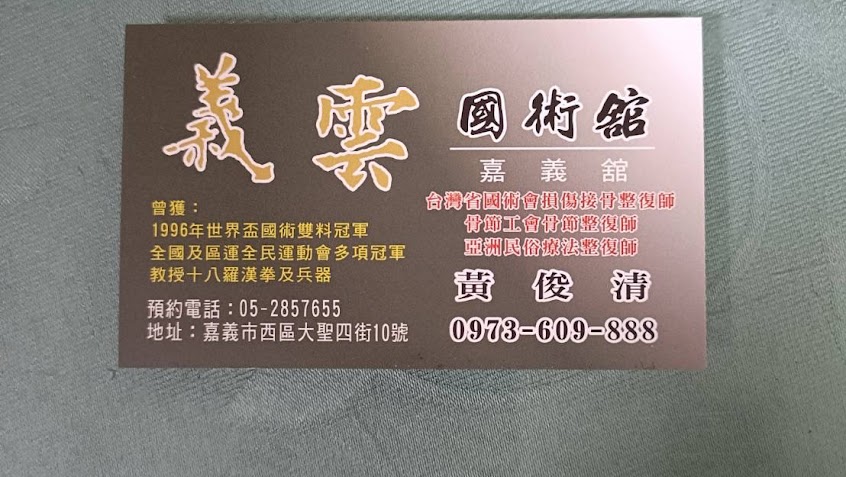 義雲 國術舘
嘉義舘
台灣省國術會損傷接骨整復師
骨節工會骨節整復師
亞洲民俗療法整復師
黃俊清
0973-609-888
曾獲：
1996年世界盃國術雙料冠軍
全國及區運全民運動會多項冠軍
教授十八羅漢拳及兵器
預約電話：05-2857655
地址：嘉義市西區大聖四街10號